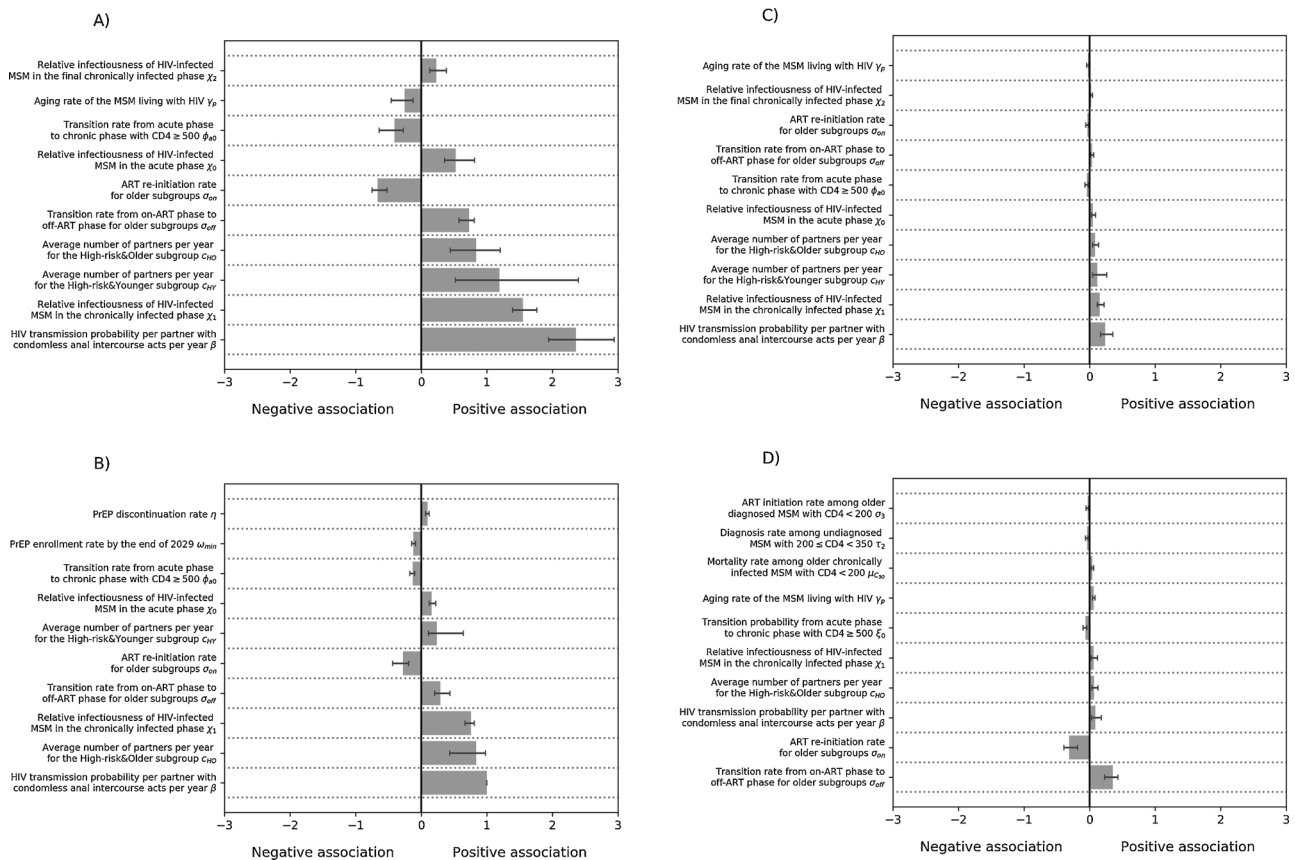 A)
Relative infectiousness of HIV-infected
MSM in the final chronically infected phase χ₂
Aging rate of the MSM living with HIV γₚ
Transition rate from acute phase
to chronic phase with CD4 ≥ 500 ϕₐ₀
Relative infectiousness of HIV-infected
MSM in the acute phase χ₀
ART re-initiation rate
for older subgroups σₒₙ
Transition rate from on-ART phase to
off-ART phase for older subgroups σ_off
Average number of partners per year
for the High-risk&Older subgroup c_HO
Average number of partners per year
for the High-risk&Younger subgroup c_HY
Relative infectiousness of HIV-infected
MSM in the chronically infected phase χ₁
HIV transmission probability per partner with
condomless anal intercourse acts per year β
−3 −2 −1 0 1 2 3
Negative association Positive association
B)
PrEP discontinuation rate η
PrEP enrollment rate by the end of 2029 ω_min
Transition rate from acute phase
to chronic phase with CD4 ≥ 500 ϕₐ₀
Relative infectiousness of HIV-infected
MSM in the acute phase χ₀
Average number of partners per year
for the High-risk&Younger subgroup c_HY
ART re-initiation rate
for older subgroups σₒₙ
Transition rate from on-ART phase to
off-ART phase for older subgroups σ_off
Relative infectiousness of HIV-infected
MSM in the chronically infected phase χ₁
Average number of partners per year
for the High-risk&Older subgroup c_HO
HIV transmission probability per partner with
condomless anal intercourse acts per year β
−3 −2 −1 0 1 2 3
Negative association Positive association
C)
Aging rate of the MSM living with HIV γₚ
Relative infectiousness of HIV-infected
MSM in the final chronically infected phase χ₂
ART re-initiation rate
for older subgroups σₒₙ
Transition rate from on-ART phase to
off-ART phase for older subgroups σ_off
Transition rate from acute phase
to chronic phase with CD4 ≥ 500 ϕₐ₀
Relative infectiousness of HIV-infected
MSM in the acute phase χ₀
Average number of partners per year
for the High-risk&Older subgroup c_HO
Average number of partners per year
for the High-risk&Younger subgroup c_HY
Relative infectiousness of HIV-infected
MSM in the chronically infected phase χ₁
HIV transmission probability per partner with
condomless anal intercourse acts per year β
−3 −2 −1 0 1 2 3
Negative association Positive association
D)
ART initiation rate among older
diagnosed MSM with CD4 < 200 σ₃
Diagnosis rate among undiagnosed
MSM with 200 ≤ CD4 < 350 τ₂
Mortality rate among older chronically
infected MSM with CD4 < 200 μ_C₃ₒ
Aging rate of the MSM living with HIV γₚ
Transition probability from acute phase
to chronic phase with CD4 ≥ 500 ξ₀
Relative infectiousness of HIV-infected
MSM in the chronically infected phase χ₁
Average number of partners per year
for the High-risk&Older subgroup c_HO
HIV transmission probability per partner with
condomless anal intercourse acts per year β
ART re-initiation rate
for older subgroups σₒₙ
Transition rate from on-ART phase to
off-ART phase for older subgroups σ_off
−3 −2 −1 0 1 2 3
Negative association Positive association